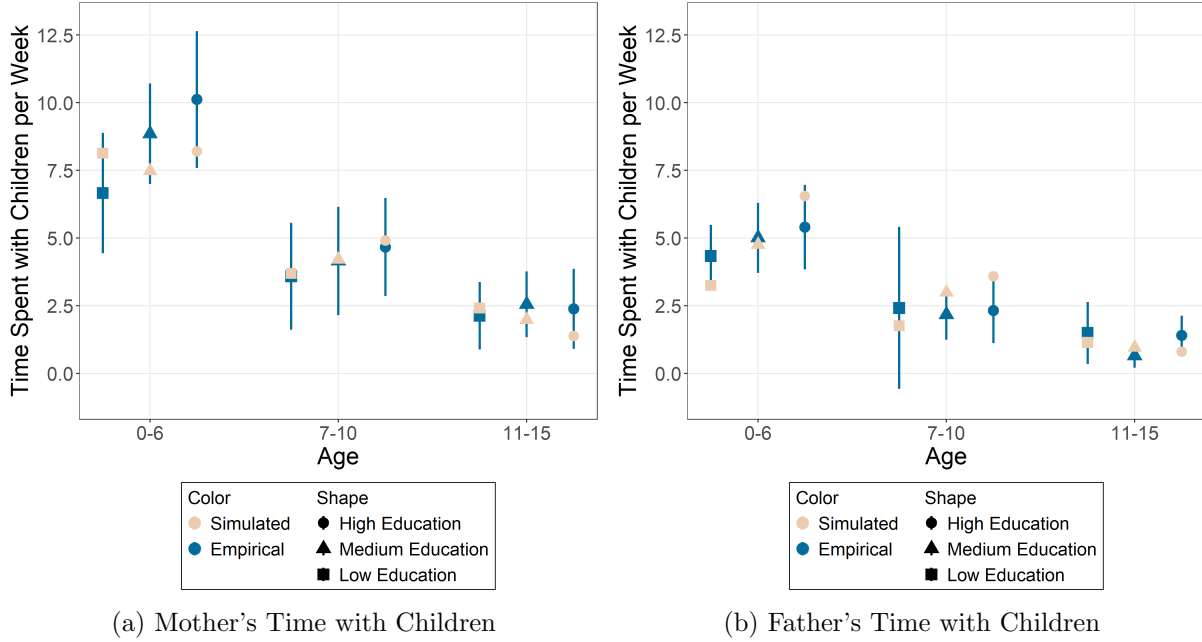 Time Spent with Children per Week
12.5
10.0
7.5
5.0
2.5
0.0
0-6 7-10 11-15
Age
Color Shape
Simulated High Education
Empirical Medium Education
Low Education
(a) Mother's Time with Children
Time Spent with Children per Week
12.5
10.0
7.5
5.0
2.5
0.0
0-6 7-10 11-15
Age
Color Shape
Simulated High Education
Empirical Medium Education
Low Education
(b) Father's Time with Children